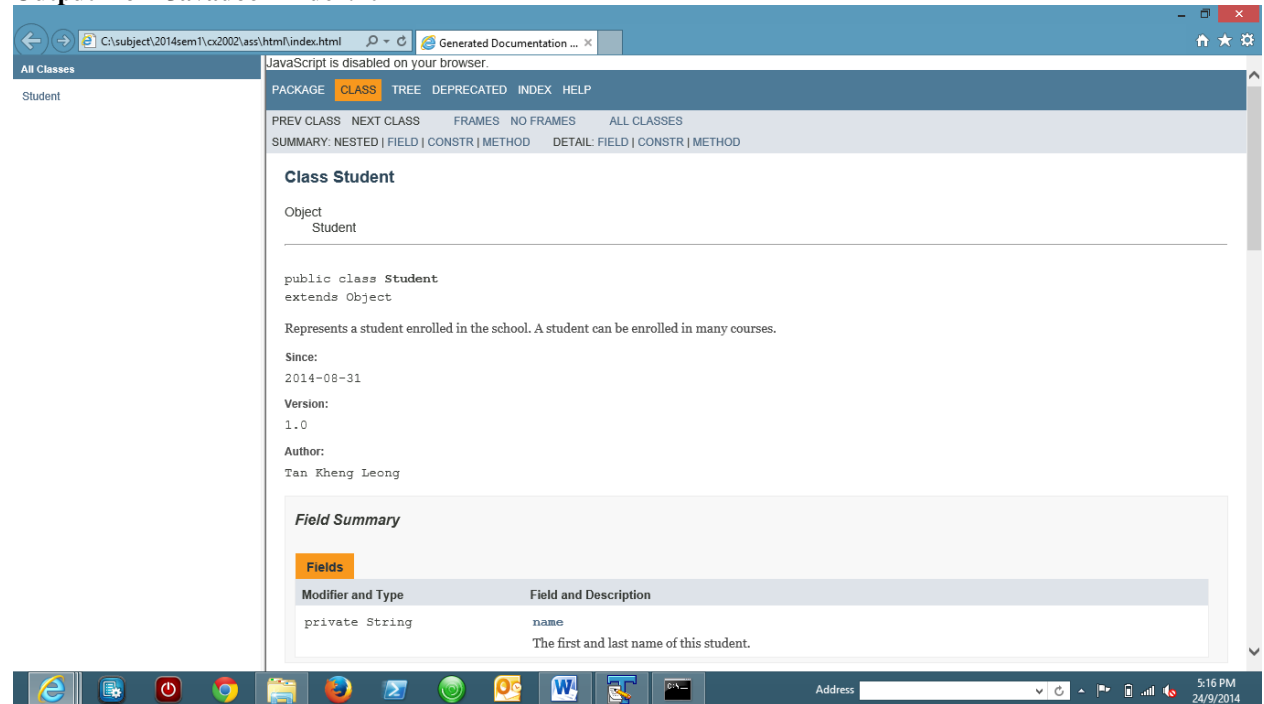 C:\subject\2014sem1\cx2002\ass\html\index.html
Generated Documentation ...
All Classes
Student
JavaScript is disabled on your browser.
PACKAGE CLASS TREE DEPRECATED INDEX HELP
PREV CLASS NEXT CLASS FRAMES NO FRAMES ALL CLASSES
SUMMARY: NESTED | FIELD | CONSTR | METHOD DETAIL: FIELD | CONSTR | METHOD
Class Student
Object
Student
public class Student
extends Object
Represents a student enrolled in the school. A student can be enrolled in many courses.
Since:
2014-08-31
Version:
1.0
Author:
Tan Kheng Leong
Field Summary
Fields
Modifier and Type Field and Description
private String name
The first and last name of this student.
Address
5:16 PM
24/9/2014